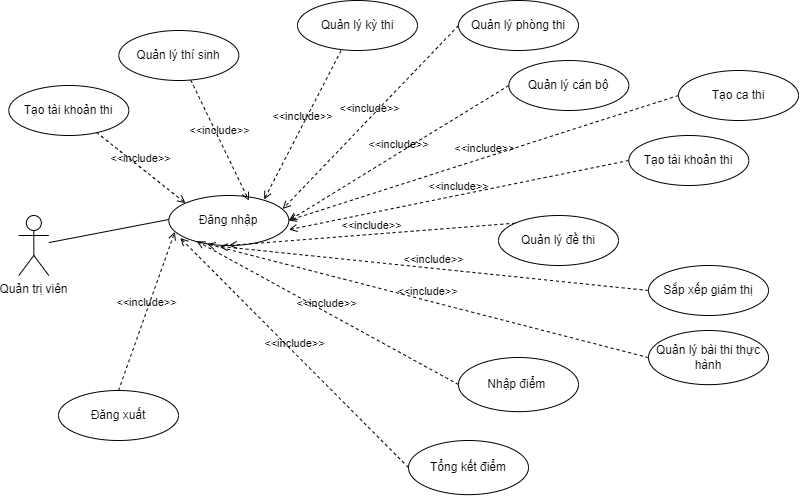 Quản lý kỳ thi
Quản lý phòng thi
Quản lý thí sinh
Quản lý cán bộ
Tạo ca thi
Tạo tài khoản thi
<<include>>
<<include>>
<<include>>
<<include>>
<<include>>
<<include>>
<<include>>
Tạo tài khoản thi
<<include>>
Đăng nhập
<<include>>
Quản lý đề thi
<<include>>
Quản trị viên
Sắp xếp giám thị
<<include>>
<<include>>
<<include>>
<<include>>
Quản lý bài thi thực
hành
Nhập điểm
Đăng xuất
Tổng kết điểm